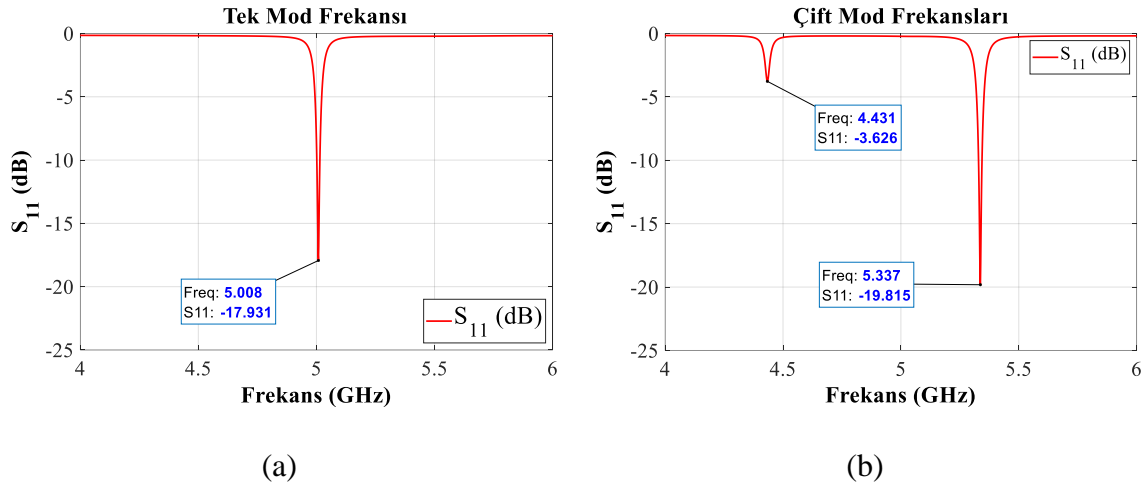 Tek Mod Frekansı
0
-5
-10
-15
-20
-25
S11 (dB)
Freq: 5.008
S11: -17.931
S11 (dB)
4
4.5
5
5.5
6
Frekans (GHz)
(a)
Çift Mod Frekansları
0
-5
-10
-15
-20
-25
S11 (dB)
S11 (dB)
Freq: 4.431
S11: -3.626
Freq: 5.337
S11: -19.815
4
4.5
5
5.5
6
Frekans (GHz)
(b)